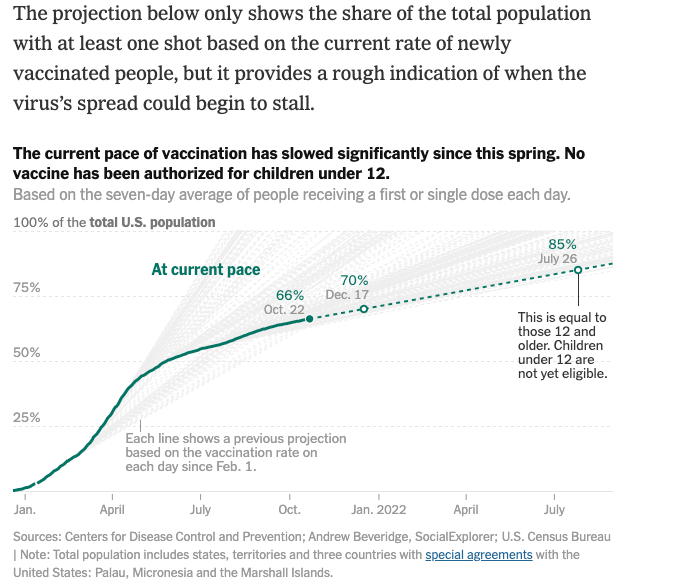 The projection below only shows the share of the total population
with at least one shot based on the current rate of newly
vaccinated people, but it provides a rough indication of when the
virus’s spread could begin to stall.
The current pace of vaccination has slowed significantly since this spring. No
vaccine has been authorized for children under 12.
Based on the seven-day average of people receiving a first or single dose each day.
100% of the total U.S. population
At current pace
85%
July 26
70%
Dec. 17
66%
Oct. 22
75%
This is equal to
those 12 and
older. Children
under 12 are
not yet eligible.
50%
25%
Each line shows a previous projection
based on the vaccination rate on
each day since Feb. 1.
Jan.
April
July
Oct.
Jan. 2022
April
July
Sources: Centers for Disease Control and Prevention; Andrew Beveridge, SocialExplorer; U.S. Census Bureau
| Note: Total population includes states, territories and three countries with special agreements with the
United States: Palau, Micronesia and the Marshall Islands.